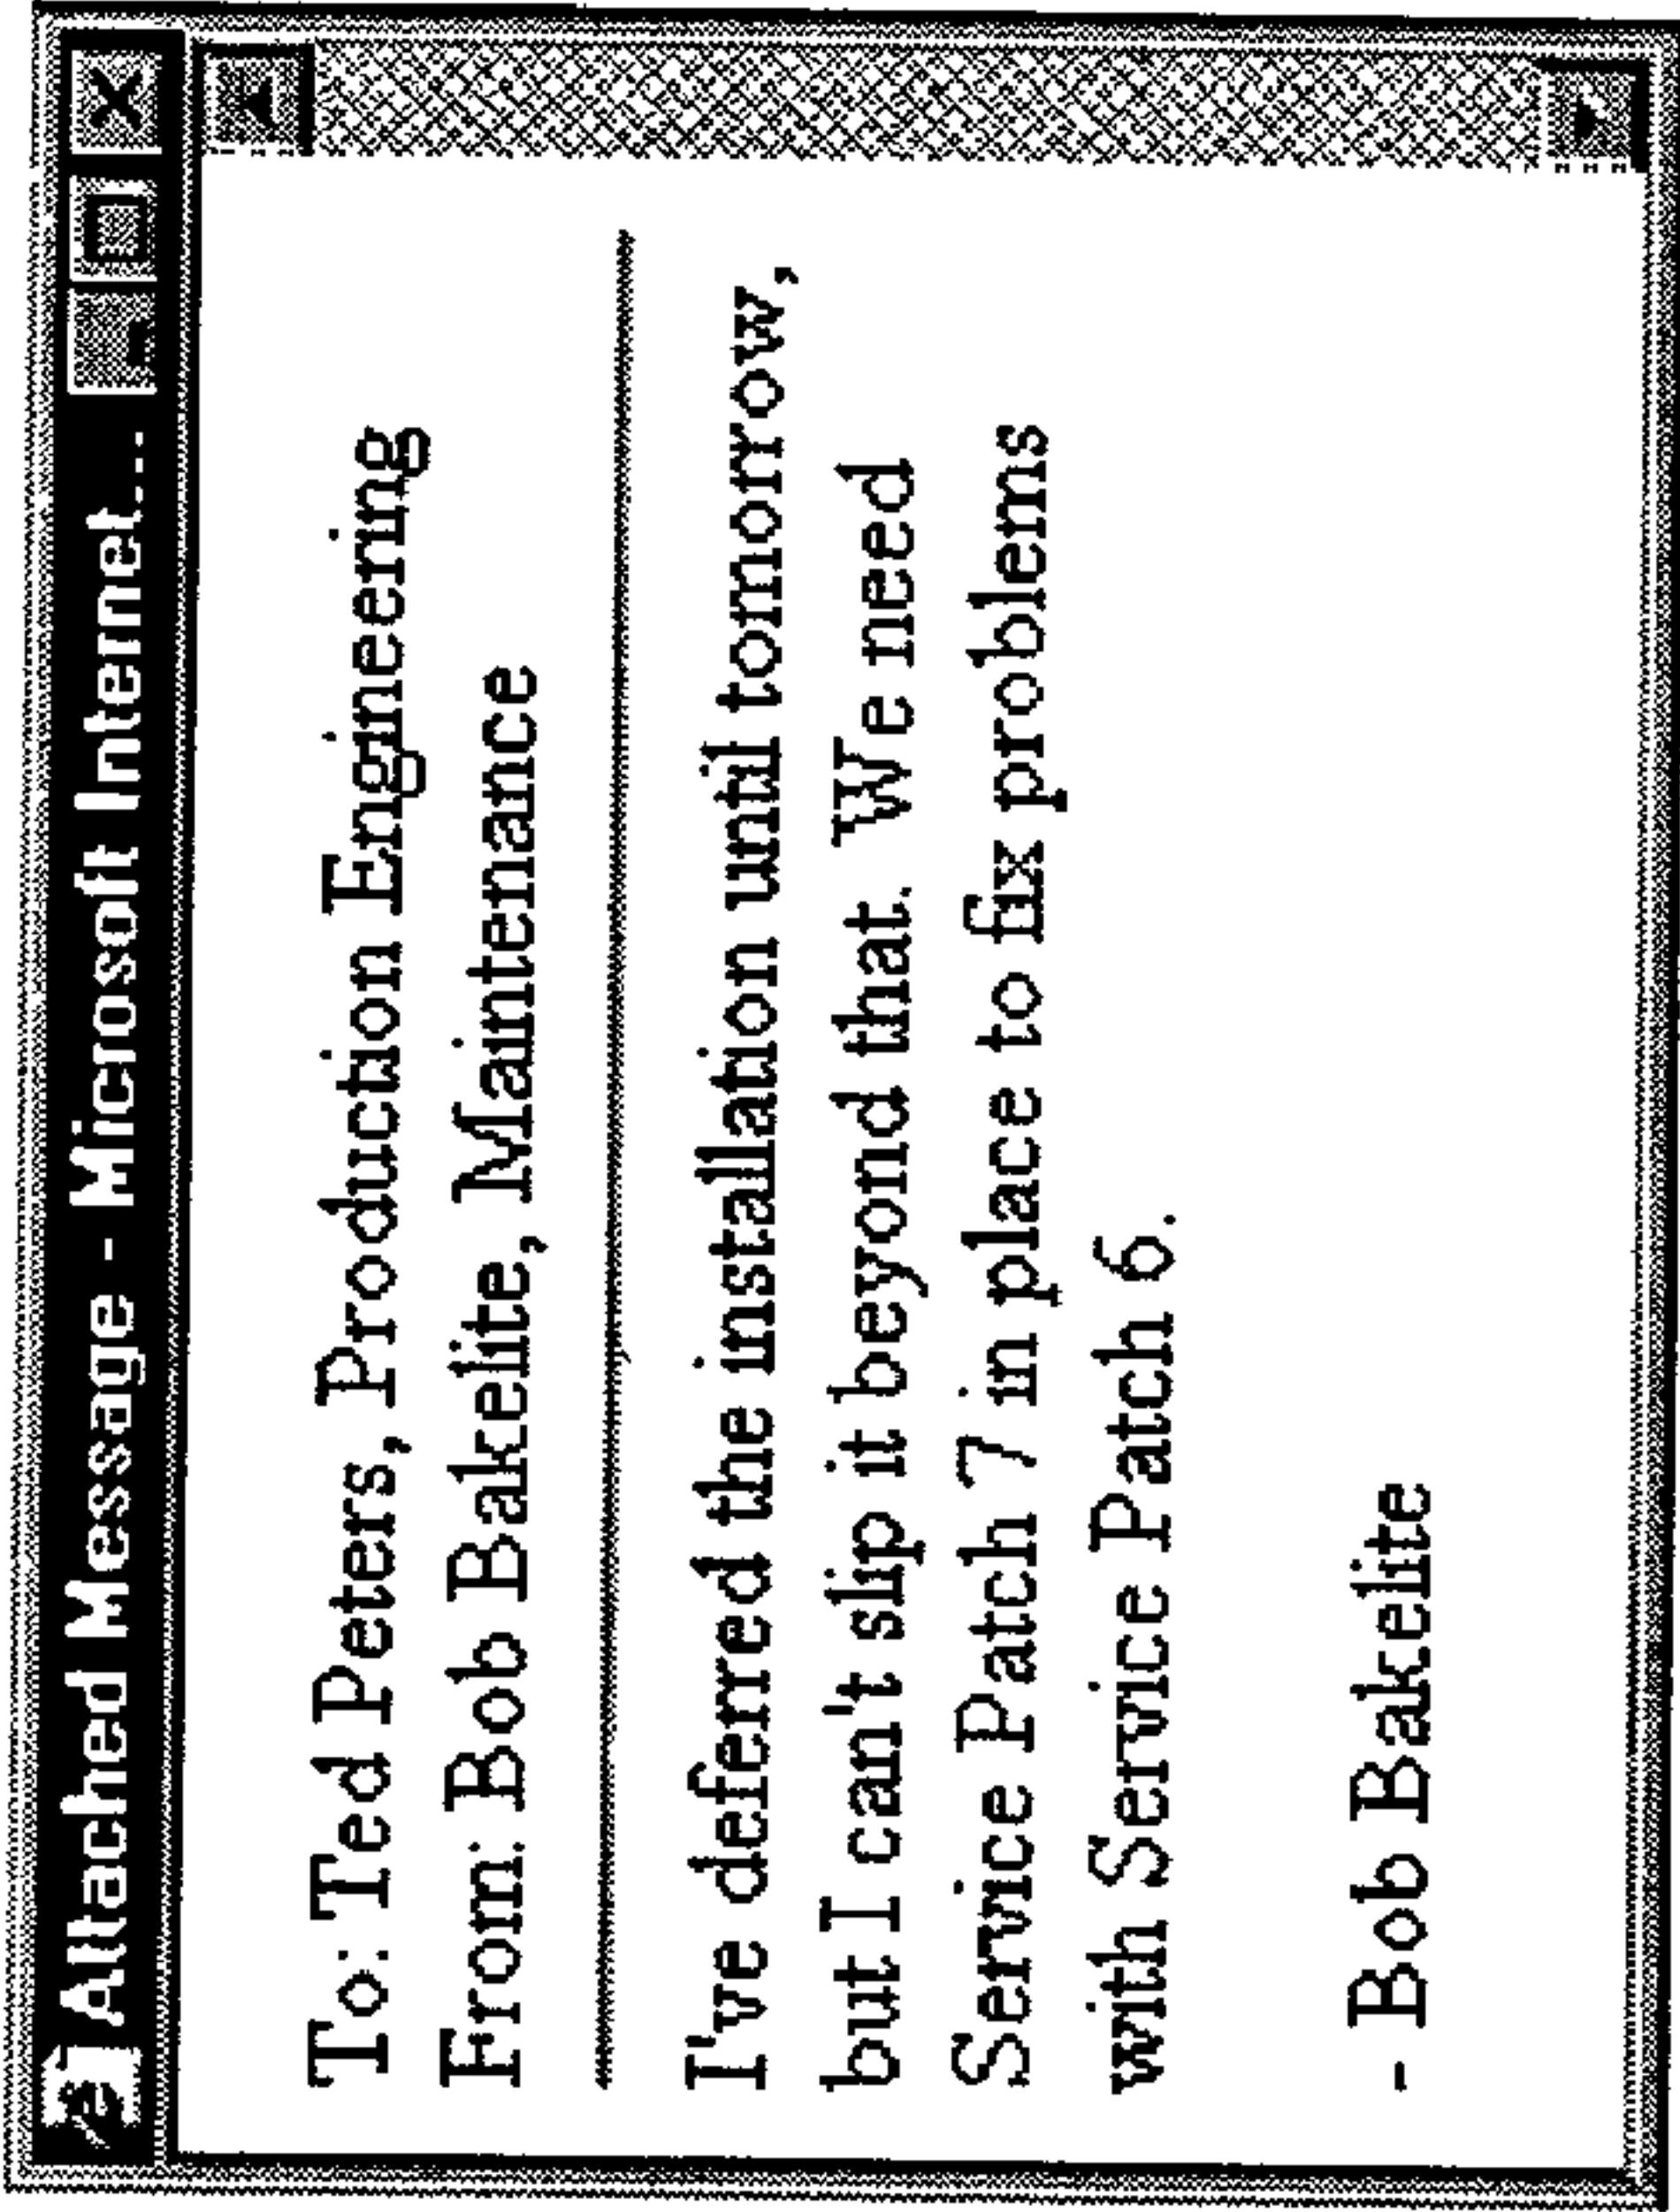 Attached Message - Microsoft Internet...
To: Ted Peters, Production Engineering
From: Bob Bakelite, Maintenance
I've deferred the installation until tomorrow,
but I can't slip it beyond that. We need
Service Patch 7 in place to fix problems
with Service Patch 6.
- Bob Bakelite